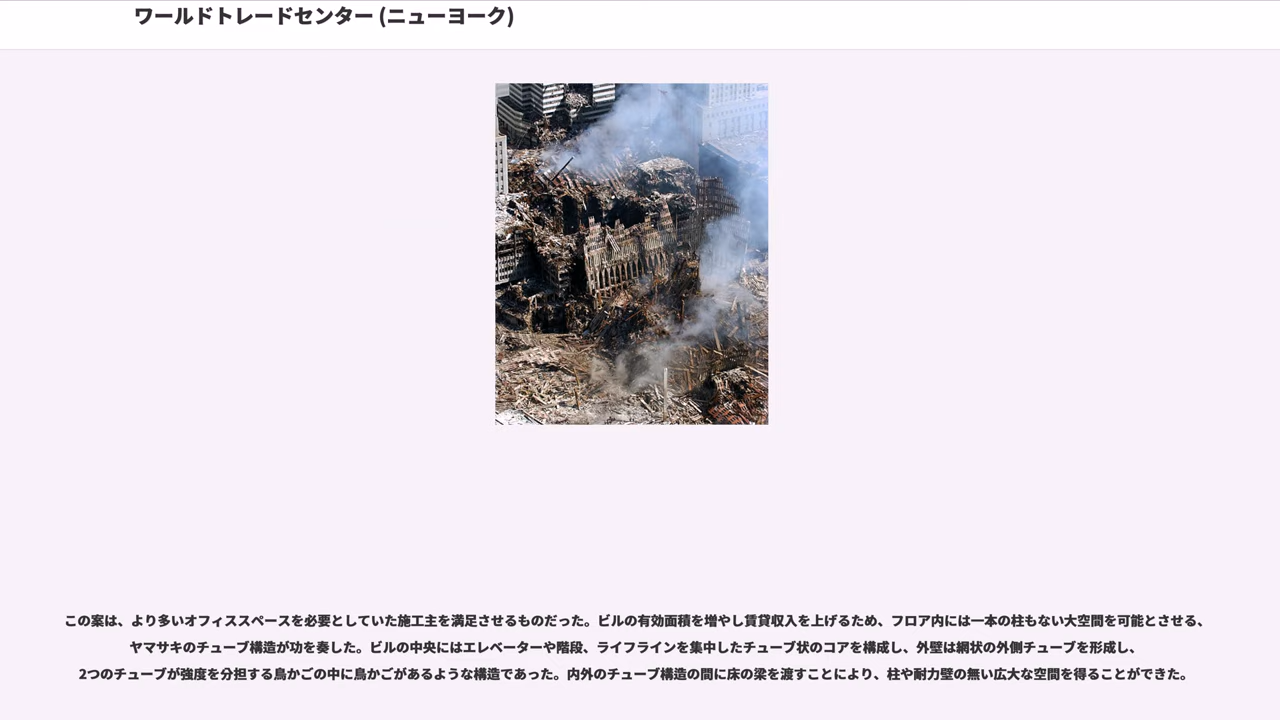 ワールドトレードセンター (ニューヨーク)
この案は、より多いオフィススペースを必要としていた施工主を満足させるものだった。ビルの有効面積を増やし賃貸収入を上げるため、フロア内には一本の柱もない大空間を可能とさせる、
ヤマサキのチューブ構造が功を奏した。ビルの中央にはエレベーターや階段、ライフラインを集中したチューブ状のコアを構成し、外壁は網状の外側チューブを形成し、
2つのチューブが強度を分担する鳥かごの中に鳥かごがあるような構造であった。内外のチューブ構造の間に床の梁を渡すことにより、柱や耐力壁の無い広大な空間を得ることができた。